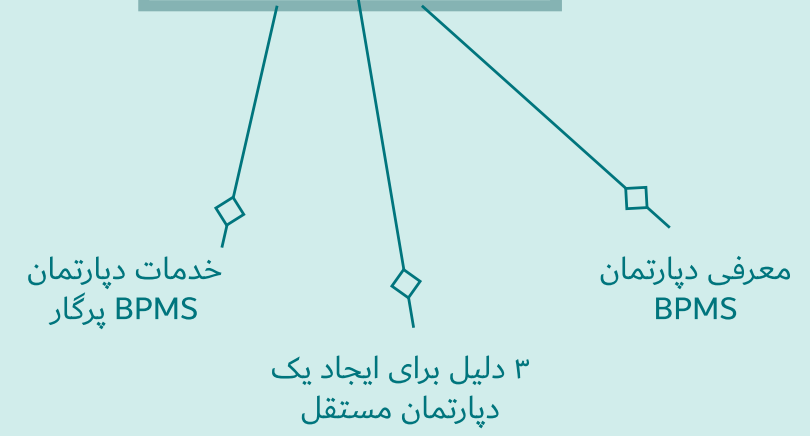 معرفی دپارتمان
BPMS
۳ دلیل برای ایجاد یک
دپارتمان مستقل
خدمات دپارتمان
BPMS پرگار